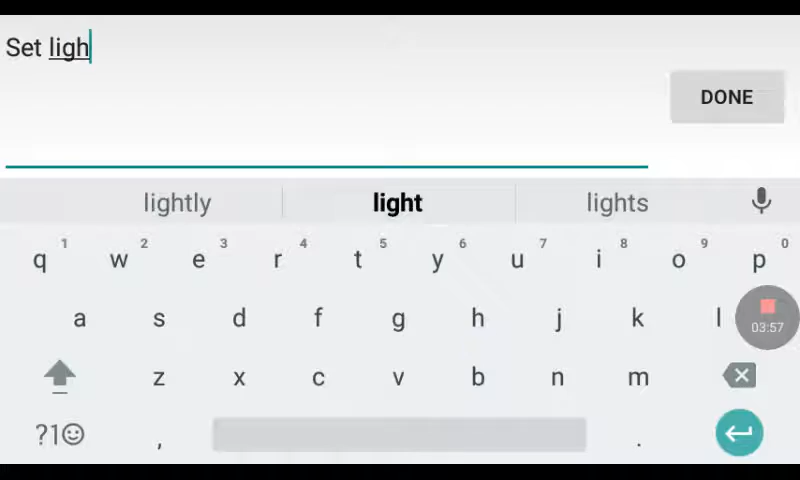 Set ligh
DONE
lightly light lights
1 2 3 4 5 6 7 8 9 0
q w e r t y u i o p
a s d f g h j k l
03:57
z x c v b n m
?1☺ , .